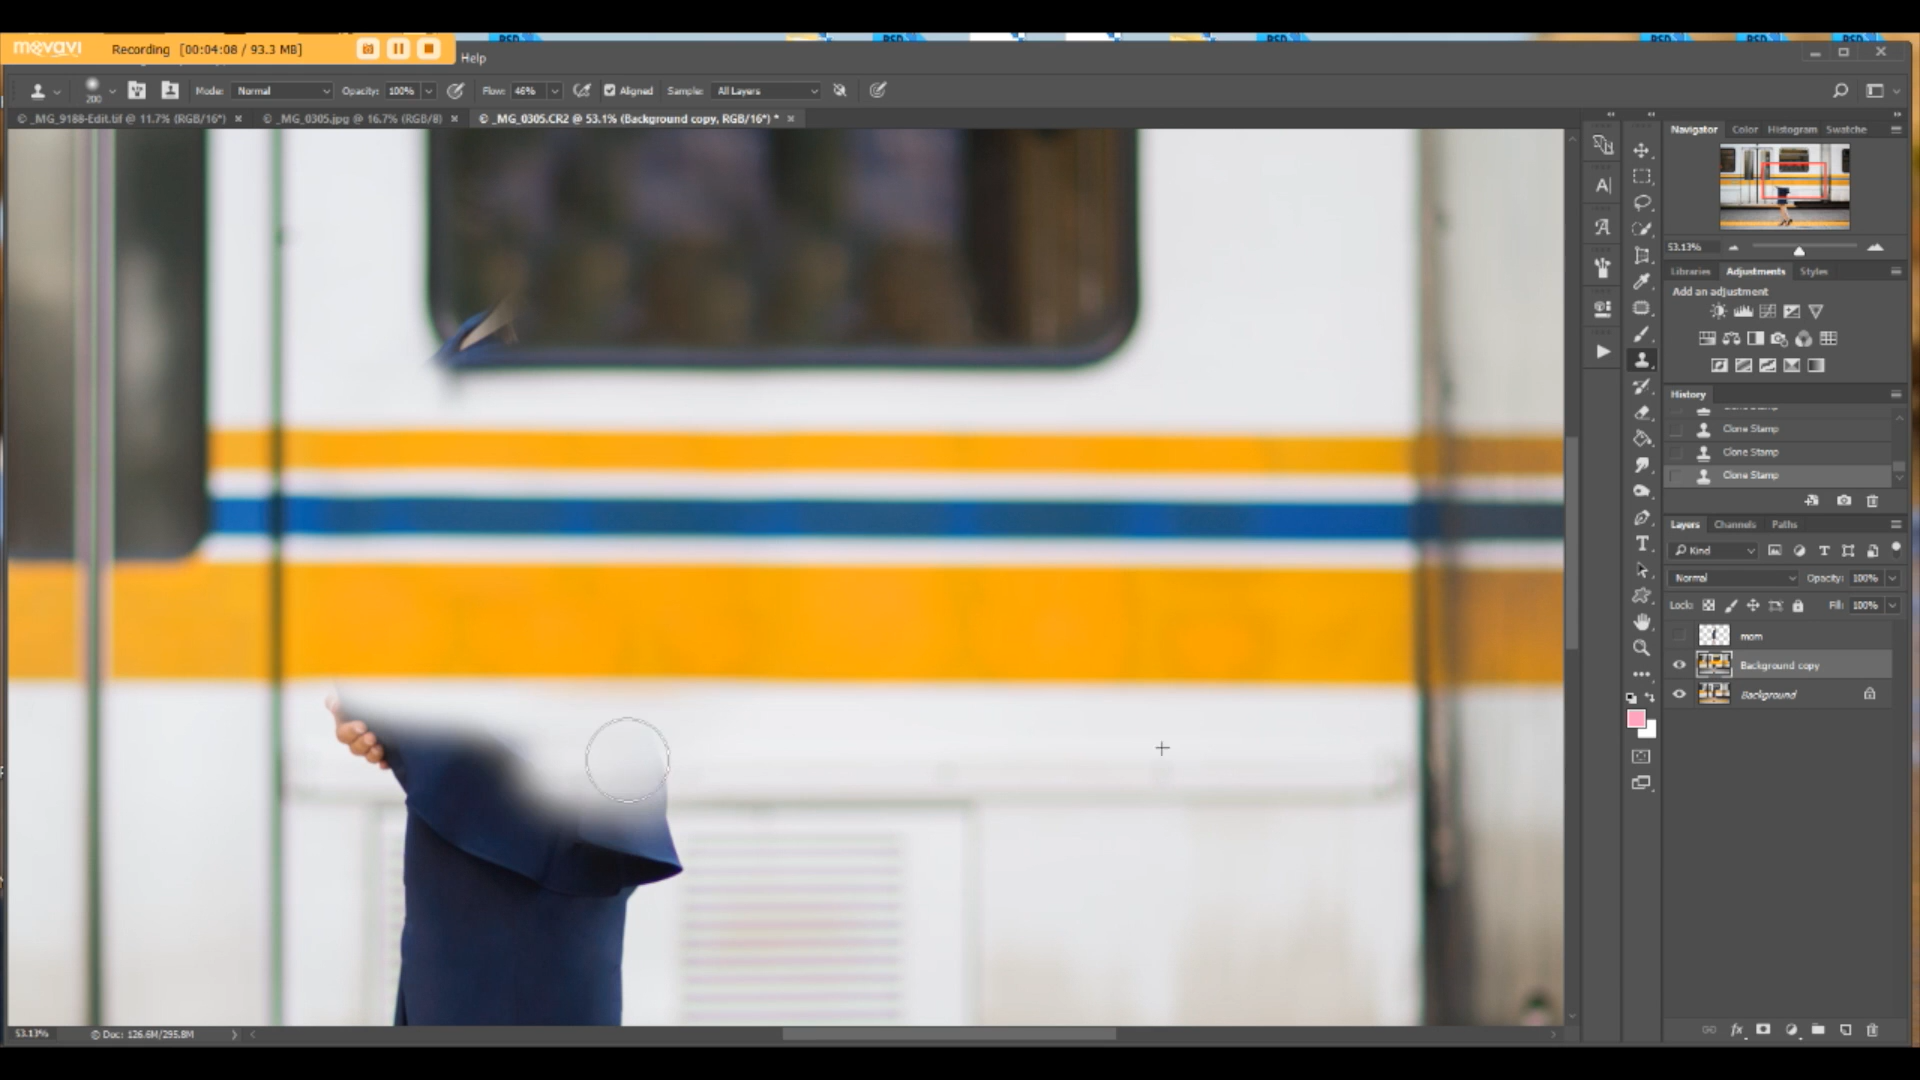 movavi
Recording [00:04:08 / 93.3 MB]
Help
200
Mode: Normal
Opacity: 100%
Flow: 46%
Aligned
Sample: All Layers
© _MG_9188-Edit.tif @ 11.7% (RGB/16*) ×
© _MG_0305.jpg @ 16.7% (RGB/8) ×
© _MG_0305.CR2 @ 53.1% (Background copy, RGB/16*) * ×
Navigator Color Histogram Swatche
53.13%
Libraries Adjustments Styles
Add an adjustment
History
Clone Stamp
Clone Stamp
Clone Stamp
Clone Stamp
Layers Channels Paths
Kind
Normal Opacity: 100%
Lock: Fill: 100%
mom
Background copy
Background
53.13% © Doc: 126.6M/295.8M